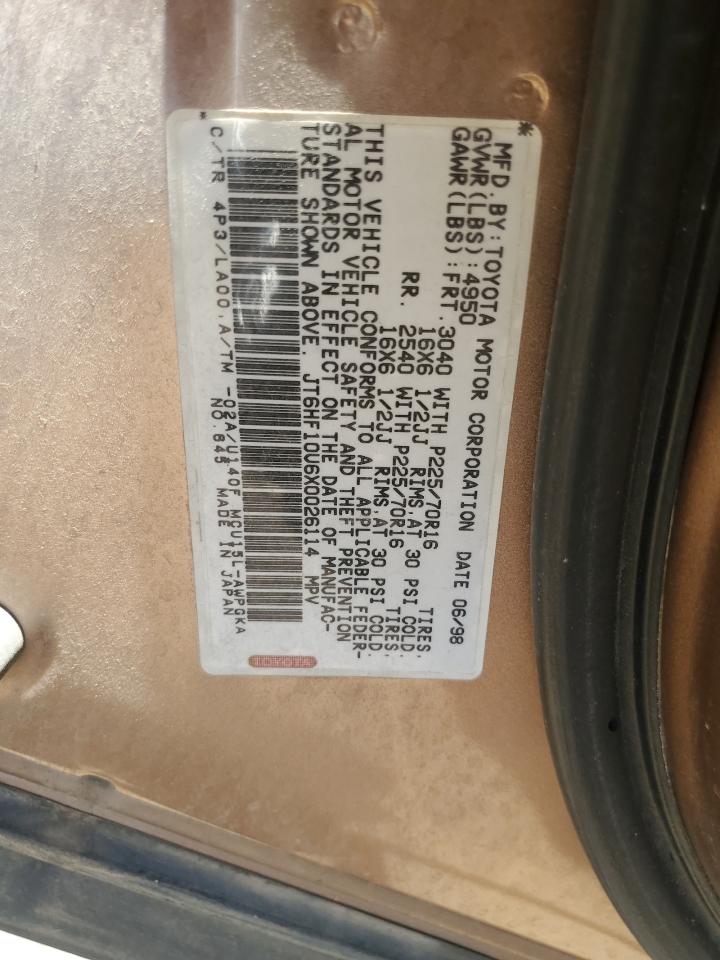 MFD. BY: TOYOTA MOTOR CORPORATION DATE 06/98
GVWR(LBS): 4950
GAWR(LBS): FRT. 3040 WITH P225/70R16 TIRES,
16X6 1/2JJ RIMS, AT 30 PSI COLD.
RR. 2540 WITH P225/70R16 TIRES,
16X6 1/2JJ RIMS, AT 30 PSI COLD.
THIS VEHICLE CONFORMS TO ALL APPLICABLE FEDER-
AL MOTOR VEHICLE SAFETY AND THEFT PREVENTION
STANDARDS IN EFFECT ON THE DATE OF MANUFAC-
TURE SHOWN ABOVE. JT6HF10U6X0026114 MPV
C/TR 4P3/LA00, A/TM -02A/U140F MCU15L-AWPGKA
NO. 645 MADE IN JAPAN
TOYOTA